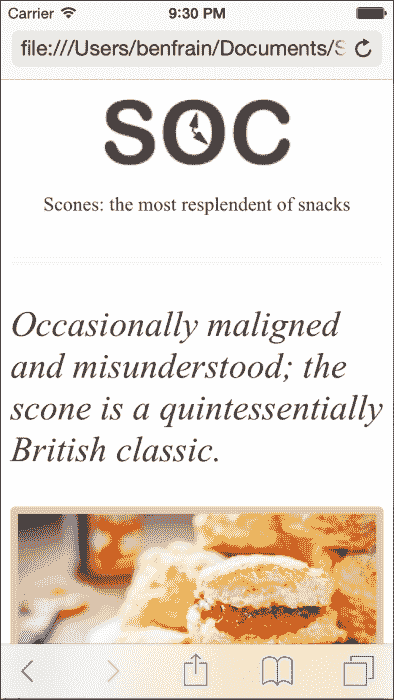 Carrier 9:30 PM
file:///Users/benfrain/Documents/S
SOC
Scones: the most resplendent of snacks
Occasionally maligned
and misunderstood; the
scone is a quintessentially
British classic.